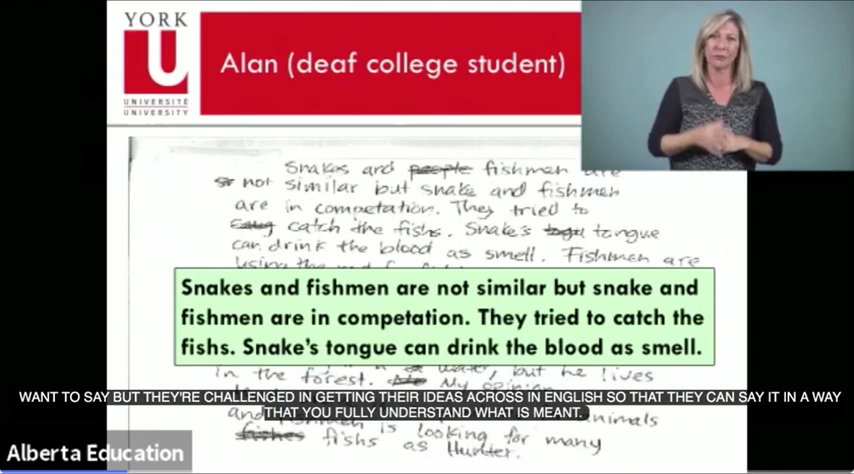 YORK
U
UNIVERSITÉ
UNIVERSITY
Alan (deaf college student)
Snakes and people fishmen are
not similar but snake and fishmen
are in competation. They tried to
catch the fishs. Snake's tongue
can drink the blood as smell. Fishmen are
using the
Snakes and fishmen are not similar but snake and
fishmen are in competation. They tried to catch the
fishs. Snake's tongue can drink the blood as smell.
in the forest. My opinion
but he lives
WANT TO SAY BUT THEY'RE CHALLENGED IN GETTING THEIR IDEAS ACROSS IN ENGLISH SO THAT THEY CAN SAY IT IN A WAY
THAT YOU FULLY UNDERSTAND WHAT IS MEANT.
is looking for many
fishes fishs as Hunter.
Alberta Education